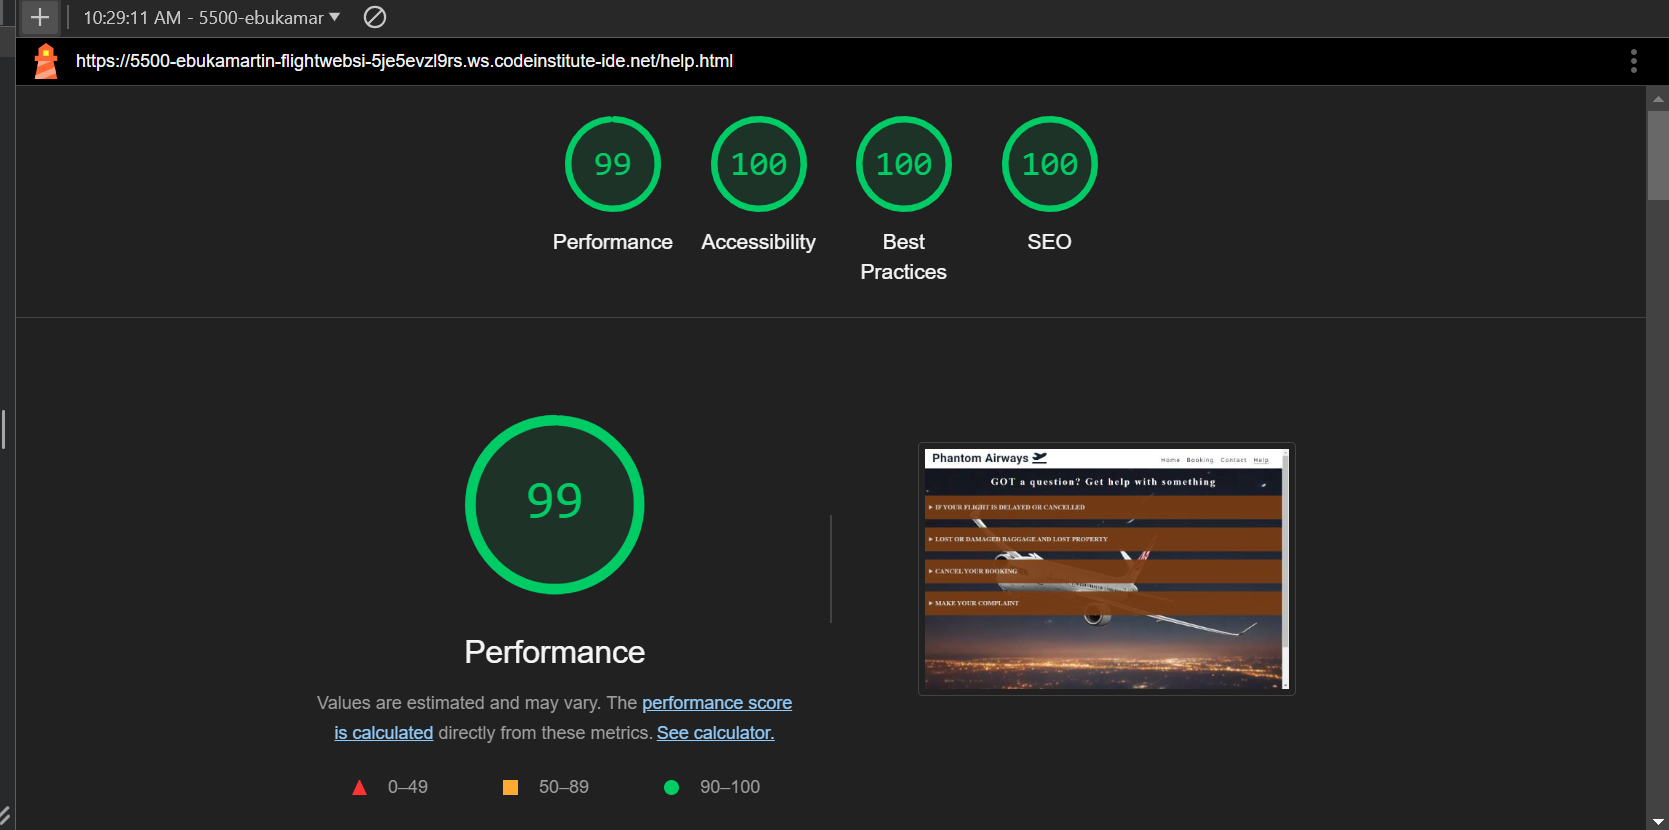 10:29:11 AM - 5500-ebukamar
https://5500-ebukamartin-flightwebsi-5je5evzl9rs.ws.codeinstitute-ide.net/help.html
99
100
100
100
Performance
Accessibility
Best
Practices
SEO
99
Performance
Values are estimated and may vary. The performance score
is calculated directly from these metrics. See calculator.
0–49
50–89
90–100
Phantom Airways
Home Booking Contact Help
GOT a question? Get help with something
IF YOUR FLIGHT IS DELAYED OR CANCELLED
LOST OR DAMAGED BAGGAGE AND LOST PROPERTY
CANCEL YOUR BOOKING
MAKE YOUR COMPLAINT